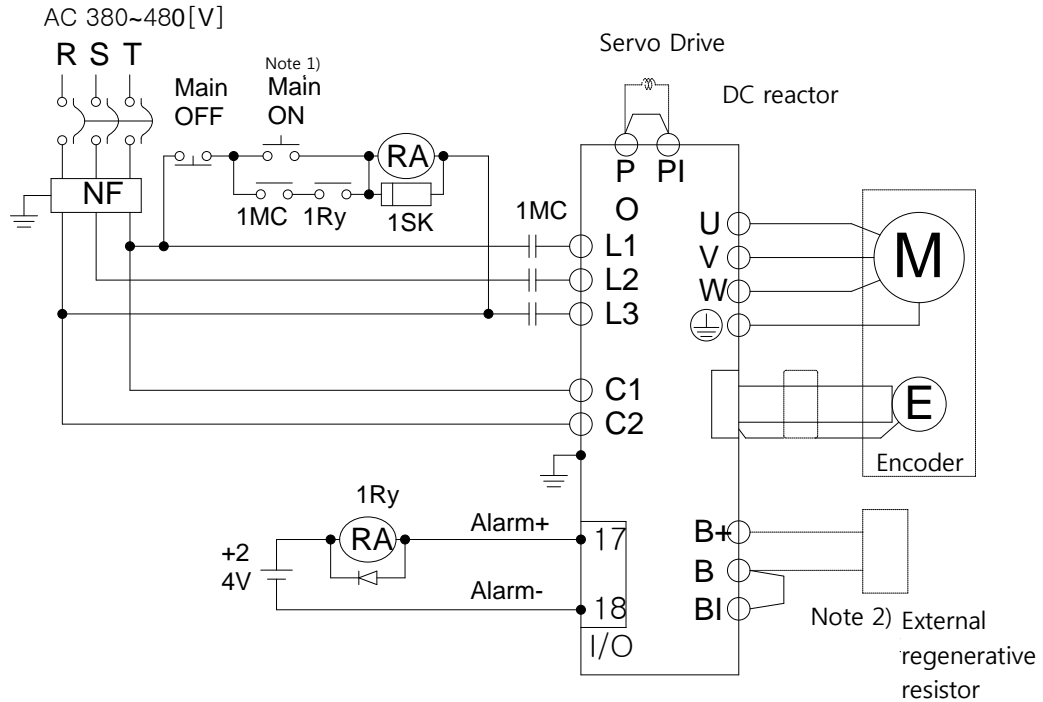 AC 380~480[V]
R S T
Note 1)
Main
OFF
Main
ON
NF
RA
1MC
1Ry
1SK
1MC
Servo Drive
DC reactor
P
O
PI
L1
L2
L3
C1
C2
U
V
W
M
E
Encoder
1Ry
RA
+2
4V
Alarm+
Alarm-
17
18
I/O
B+
B
BI
Note 2)
External
regenerative
resistor